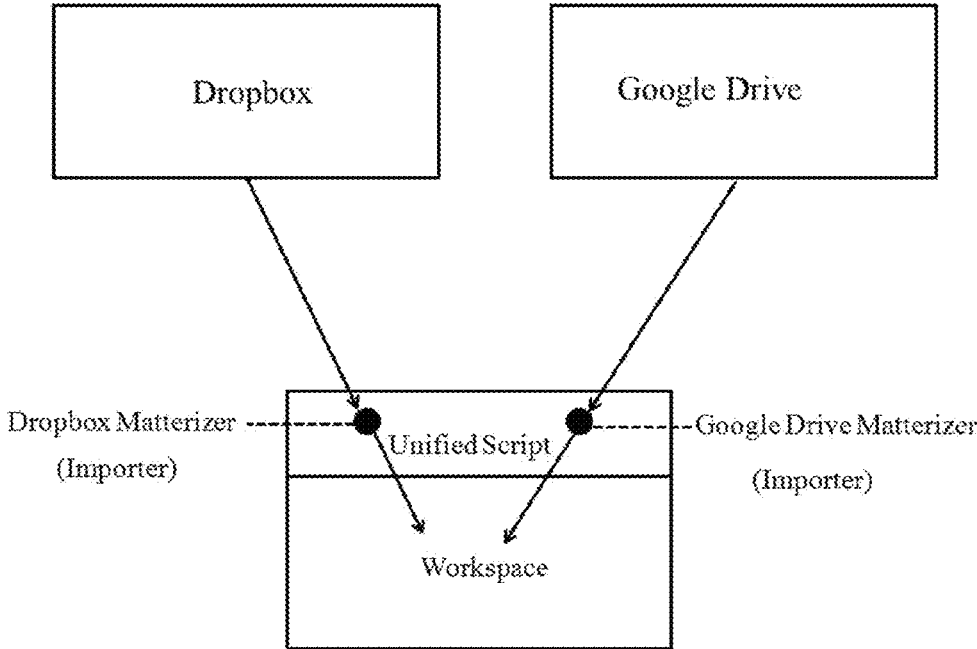 Dropbox
Google Drive
Dropbox Matterizer
(Importer)
Unified Script
Google Drive Matterizer
(Importer)
Workspace